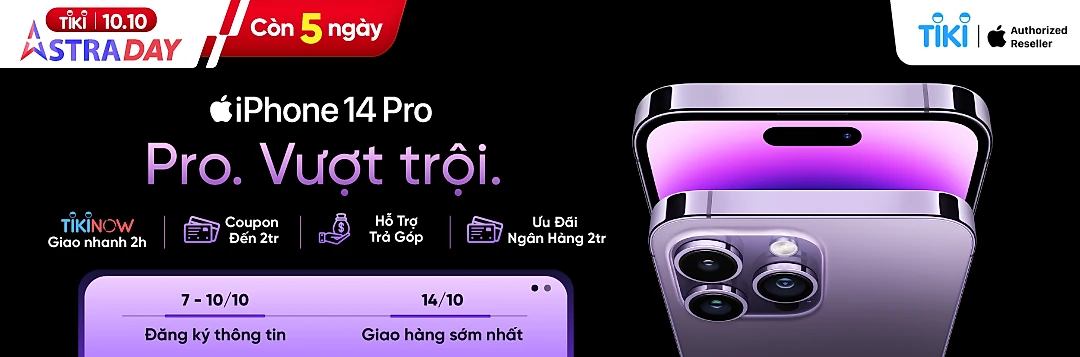 TIKI | 10.10
ASTRA DAY
Còn 5 ngày
TIKI
Authorized
Reseller
iPhone 14 Pro
Pro. Vượt trội.
TIKINOW
Giao nhanh 2h
Coupon
Đến 2tr
Hỗ Trợ
Trả Góp
Ưu Đãi
Ngân Hàng 2tr
7 - 10/10
Đăng ký thông tin
14/10
Giao hàng sớm nhất